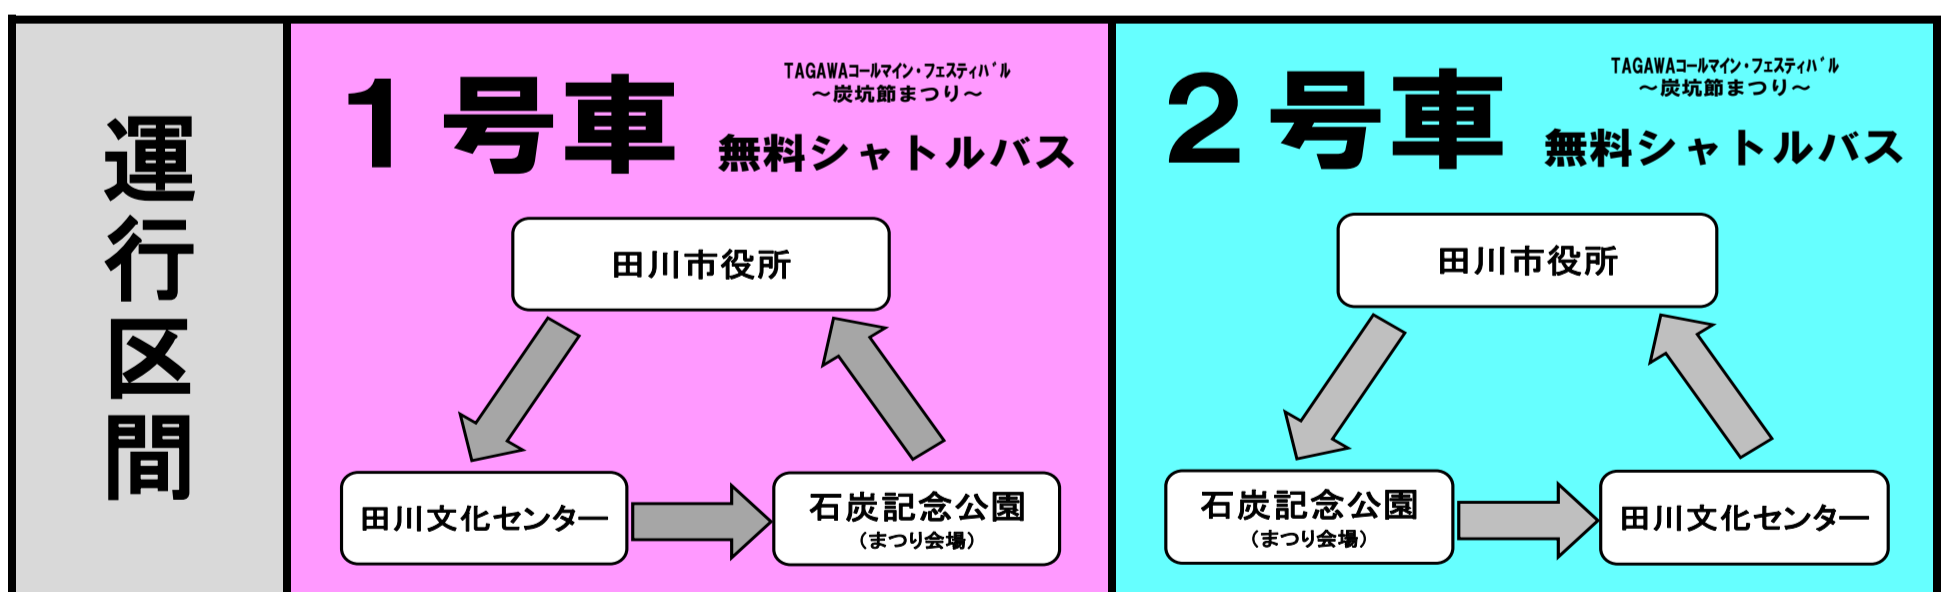 運行区間
1号車
TAGAWAコールマイン・フェスティバル
～炭坑節まつり～
無料シャトルバス
田川市役所
田川文化センター
石炭記念公園
（まつり会場）
2号車
TAGAWAコールマイン・フェスティバル
～炭坑節まつり～
無料シャトルバス
田川市役所
石炭記念公園
（まつり会場）
田川文化センター